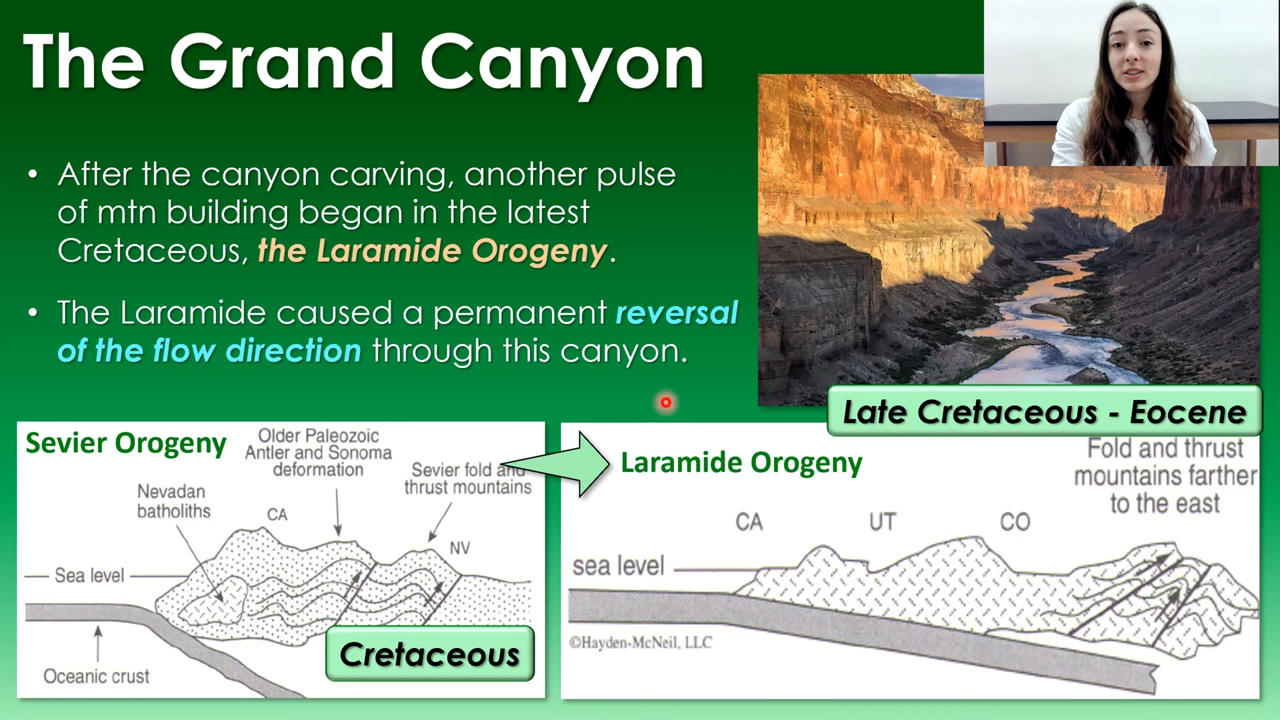 The Grand Canyon
• After the canyon carving, another pulse
of mtn building began in the latest
Cretaceous, the Laramide Orogeny.
• The Laramide caused a permanent reversal
of the flow direction through this canyon.
Late Cretaceous - Eocene
Sevier Orogeny
Older Paleozoic
Antler and Sonoma
deformation
Sevier fold and
thrust mountains
Nevadan
batholiths
CA
NV
Sea level
Oceanic crust
Cretaceous
Laramide Orogeny
Fold and thrust
mountains farther
to the east
CA
UT
CO
sea level
©Hayden-McNeil, LLC